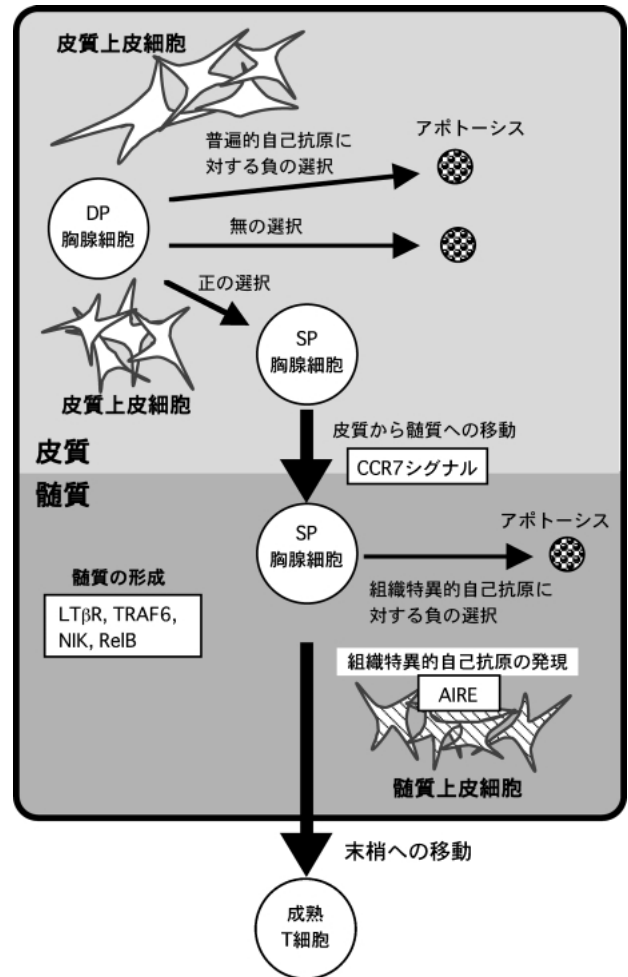 皮質上皮細胞
普遍的自己抗原に
対する負の選択
アポトーシス
DP
胸腺細胞
無の選択
正の選択
SP
胸腺細胞
皮質上皮細胞
皮質から髄質への移動
CCR7シグナル
皮質
髄質
SP
胸腺細胞
アポトーシス
組織特異的自己抗原に
対する負の選択
髄質の形成
LTβR, TRAF6,
NIK, RelB
組織特異的自己抗原の発現
AIRE
髄質上皮細胞
末梢への移動
成熟
T細胞